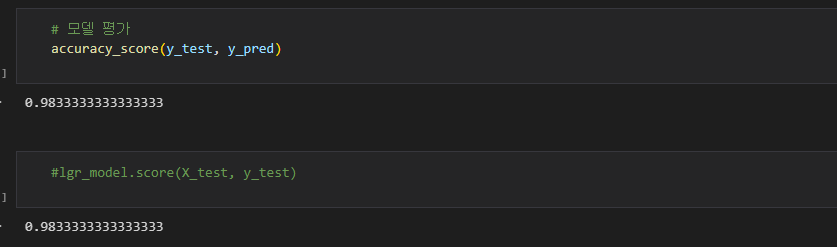 # 모델 평가
accuracy_score(y_test, y_pred)
]
0.9833333333333333
#lgr_model.score(X_test, y_test)
]
0.9833333333333333